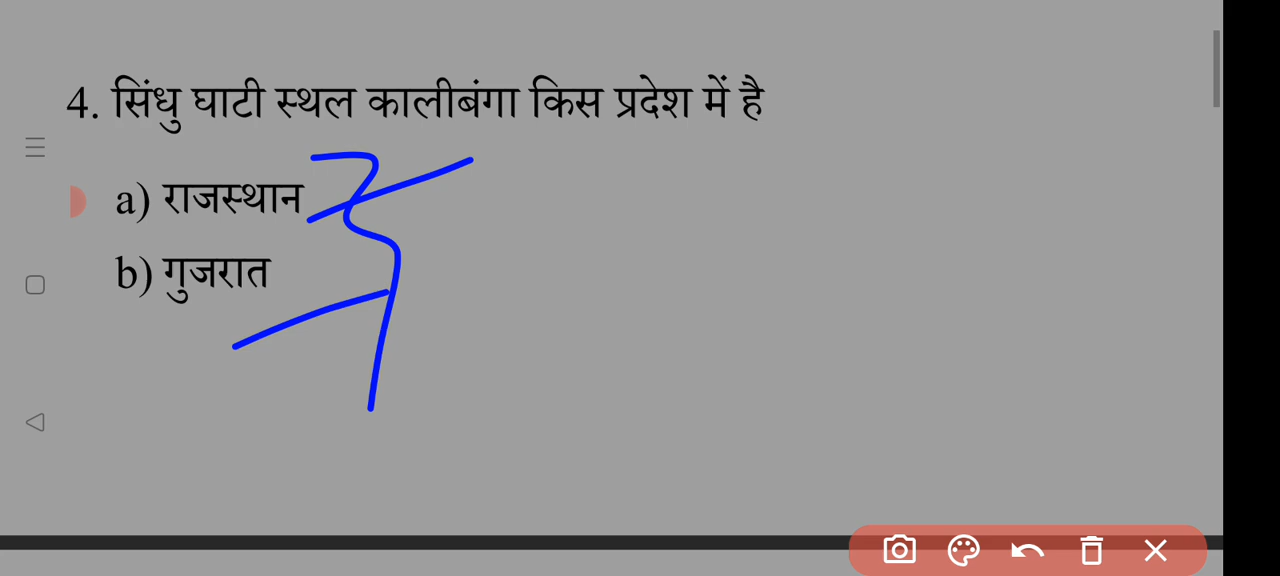 4. सिंधु घाटी स्थल कालीबंगा किस प्रदेश में है
a) राजस्थान
b) गुजरात